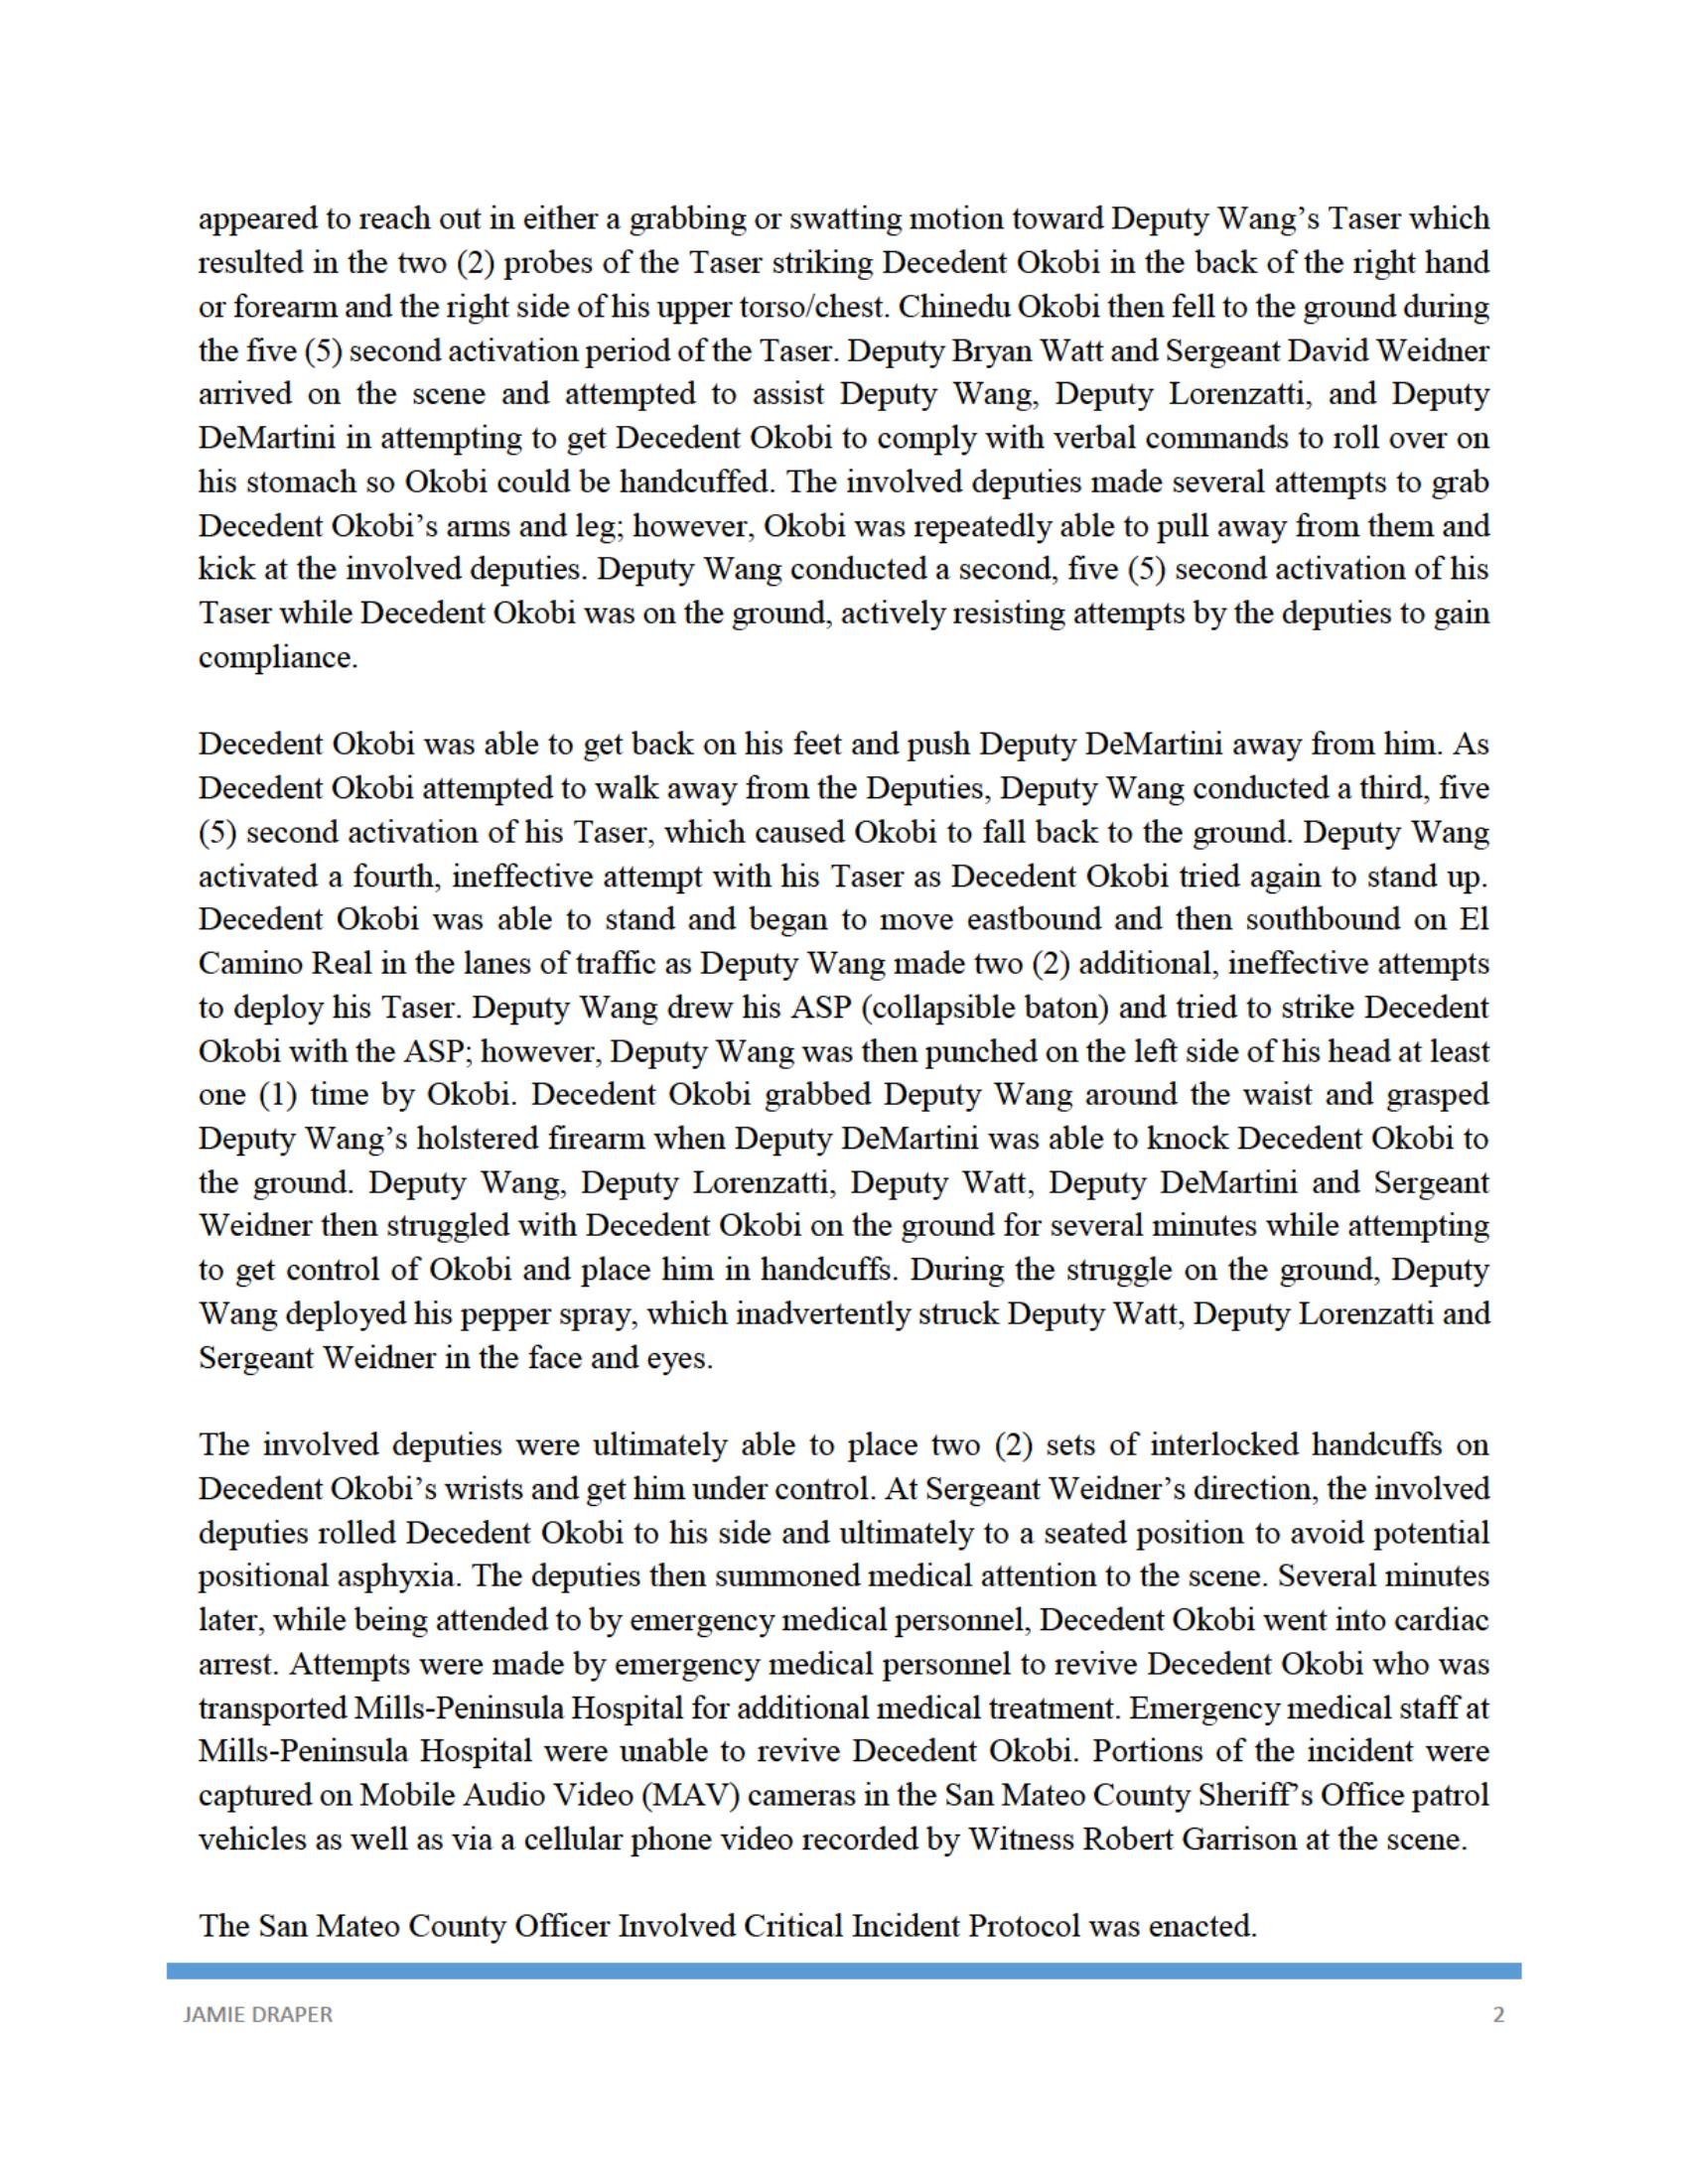 appeared to reach out in either a grabbing or swatting motion toward Deputy Wang’s Taser which
resulted in the two (2) probes of the Taser striking Decedent Okobi in the back of the right hand
or forearm and the right side of his upper torso/chest. Chinedu Okobi then fell to the ground during
the five (5) second activation period of the Taser. Deputy Bryan Watt and Sergeant David Weidner
arrived on the scene and attempted to assist Deputy Wang, Deputy Lorenzatti, and Deputy
DeMartini in attempting to get Decedent Okobi to comply with verbal commands to roll over on
his stomach so Okobi could be handcuffed. The involved deputies made several attempts to grab
Decedent Okobi’s arms and leg; however, Okobi was repeatedly able to pull away from them and
kick at the involved deputies. Deputy Wang conducted a second, five (5) second activation of his
Taser while Decedent Okobi was on the ground, actively resisting attempts by the deputies to gain
compliance.
Decedent Okobi was able to get back on his feet and push Deputy DeMartini away from him. As
Decedent Okobi attempted to walk away from the Deputies, Deputy Wang conducted a third, five
(5) second activation of his Taser, which caused Okobi to fall back to the ground. Deputy Wang
activated a fourth, ineffective attempt with his Taser as Decedent Okobi tried again to stand up.
Decedent Okobi was able to stand and began to move eastbound and then southbound on El
Camino Real in the lanes of traffic as Deputy Wang made two (2) additional, ineffective attempts
to deploy his Taser. Deputy Wang drew his ASP (collapsible baton) and tried to strike Decedent
Okobi with the ASP; however, Deputy Wang was then punched on the left side of his head at least
one (1) time by Okobi. Decedent Okobi grabbed Deputy Wang around the waist and grasped
Deputy Wang’s holstered firearm when Deputy DeMartini was able to knock Decedent Okobi to
the ground. Deputy Wang, Deputy Lorenzatti, Deputy Watt, Deputy DeMartini and Sergeant
Weidner then struggled with Decedent Okobi on the ground for several minutes while attempting
to get control of Okobi and place him in handcuffs. During the struggle on the ground, Deputy
Wang deployed his pepper spray, which inadvertently struck Deputy Watt, Deputy Lorenzatti and
Sergeant Weidner in the face and eyes.
The involved deputies were ultimately able to place two (2) sets of interlocked handcuffs on
Decedent Okobi’s wrists and get him under control. At Sergeant Weidner’s direction, the involved
deputies rolled Decedent Okobi to his side and ultimately to a seated position to avoid potential
positional asphyxia. The deputies then summoned medical attention to the scene. Several minutes
later, while being attended to by emergency medical personnel, Decedent Okobi went into cardiac
arrest. Attempts were made by emergency medical personnel to revive Decedent Okobi who was
transported Mills-Peninsula Hospital for additional medical treatment. Emergency medical staff at
Mills-Peninsula Hospital were unable to revive Decedent Okobi. Portions of the incident were
captured on Mobile Audio Video (MAV) cameras in the San Mateo County Sheriff’s Office patrol
vehicles as well as via a cellular phone video recorded by Witness Robert Garrison at the scene.
The San Mateo County Officer Involved Critical Incident Protocol was enacted.
JAMIE DRAPER 2